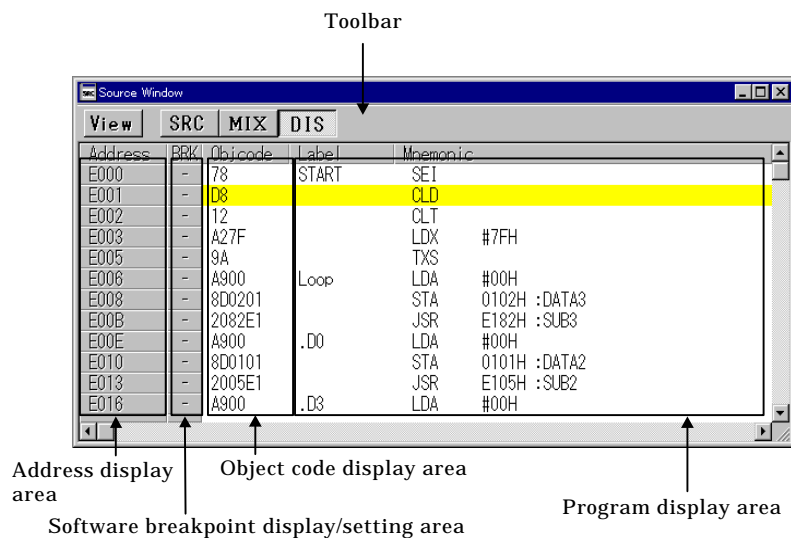 Toolbar
SRC Source Window
View SRC MIX DIS
Address BRK Objcode Label Mnemonic
E000 - 78 START SEI
E001 - D8 CLD
E002 - 12 CLT
E003 - A27F LDX #7FH
E005 - 9A TXS
E006 - A900 Loop LDA #00H
E008 - 8D0201 STA 0102H :DATA3
E00B - 2082E1 JSR E182H :SUB3
E00E - A900 .D0 LDA #00H
E010 - 8D0101 STA 0101H :DATA2
E013 - 2005E1 JSR E105H :SUB2
E016 - A900 .D3 LDA #00H
Address display
area
Object code display area
Program display area
Software breakpoint display/setting area